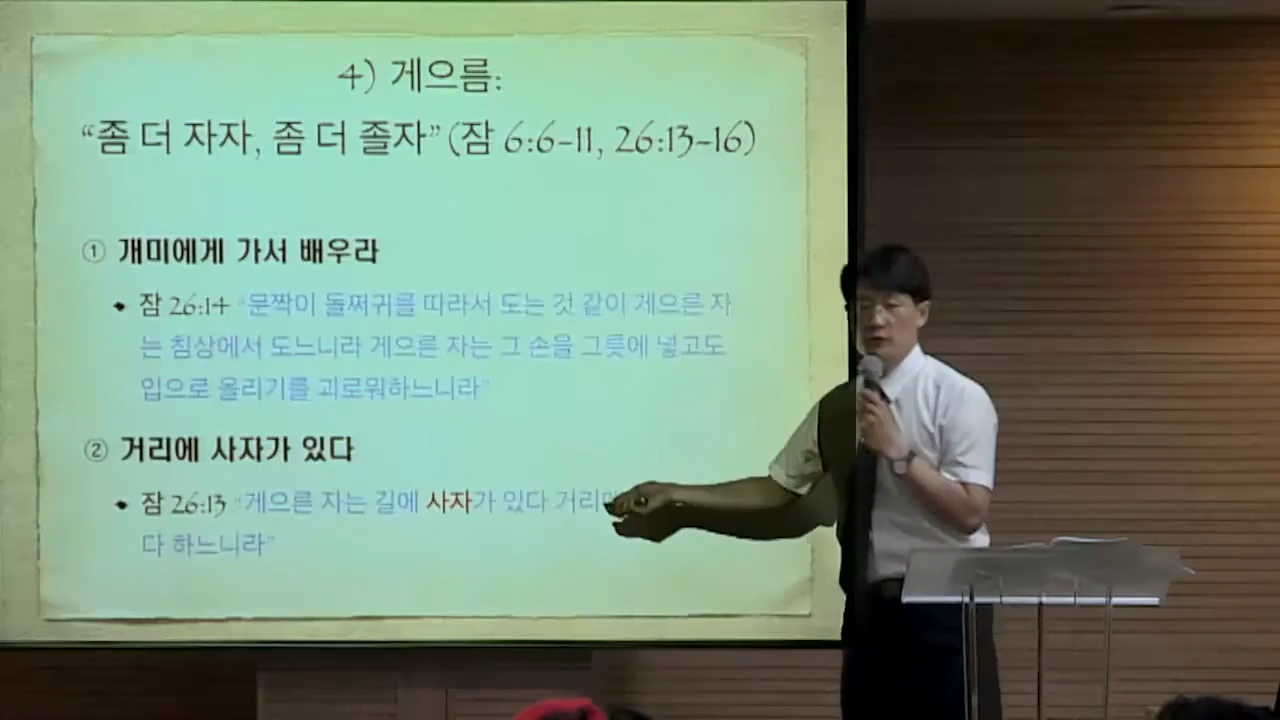 4) 게으름:
“좀 더 자자, 좀 더 졸자” (잠 6:6-11, 26:13-16)
① 개미에게 가서 배우라
잠 26:14 “문짝이 돌쩌귀를 따라서 도는 것 같이 게으른 자
는 침상에서 도느니라 게으른 자는 그 손을 그릇에 넣고도
입으로 올리기를 괴로워하느니라”
② 거리에 사자가 있다
잠 26:13 “게으른 자는 길에 사자가 있다 거리
다 하느니라”